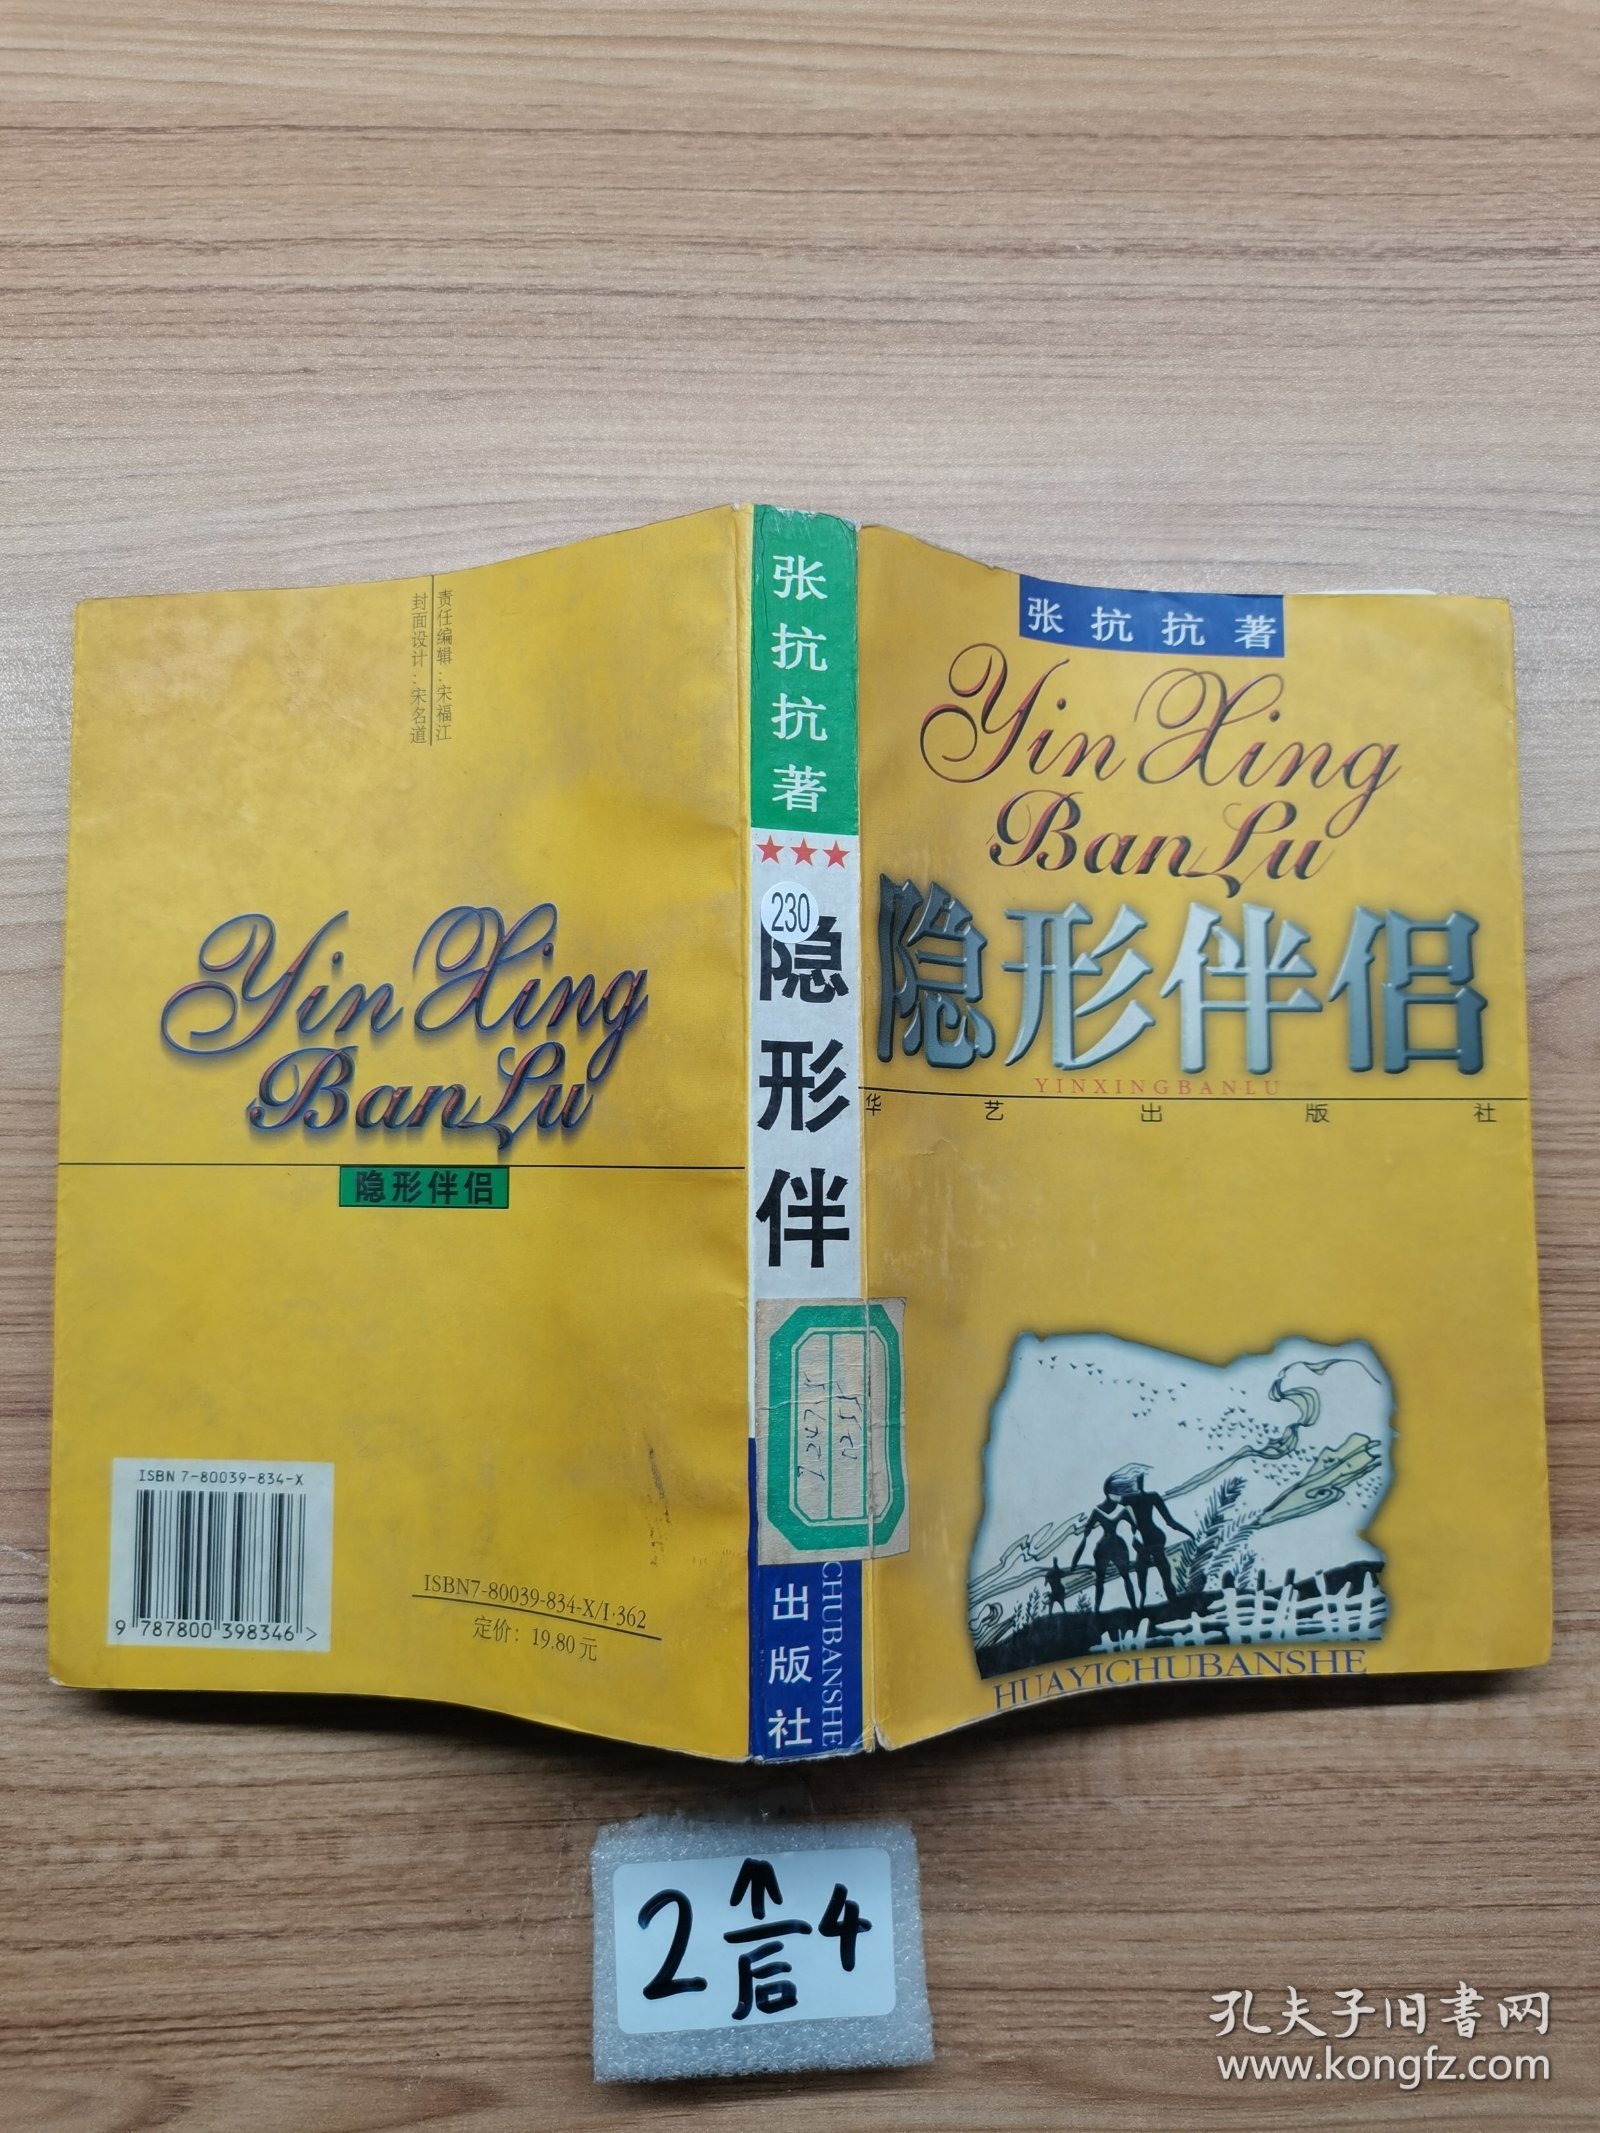 责任编辑：宋福江
封面设计：宋名道
Yin Xing
Ban Lu
隐形伴侣
ISBN 7-80039-834-X
9 787800 398346 >
ISBN7-80039-834-X/I·362
定价：19.80元
张抗抗著
★★★
230
隐形伴
出版社
CHUBANSHE
张抗抗著
Yin Xing
Ban Lu
隐形伴侣
YINXINGBANLU
华艺出版社
HUAYICHUBANSHE
2个后4
孔夫子旧书网
www.kongfz.com